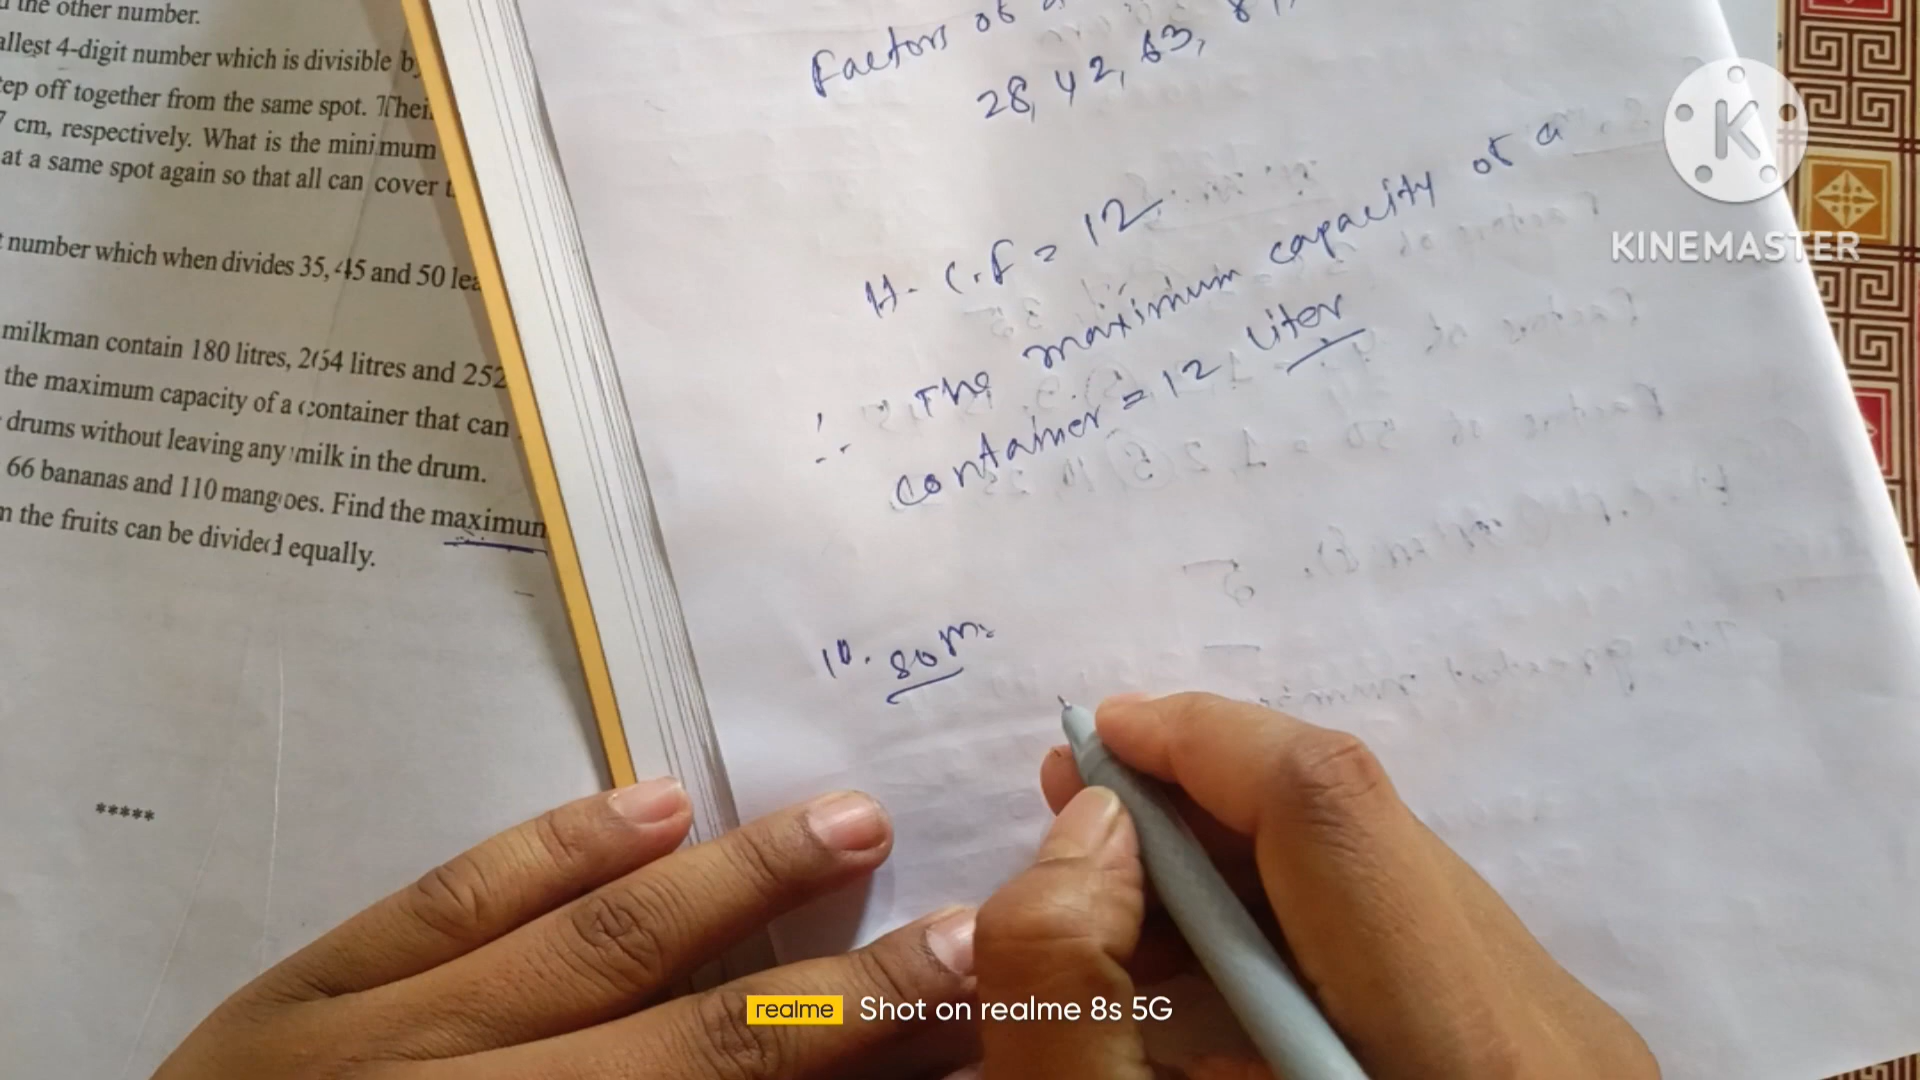 the other number.
allest 4-digit number which is divisible b
ep off together from the same spot. Thei
7 cm, respectively. What is the minimum
at a same spot again so that all can cover t
number which when divides 35, 45 and 50 lea
milkman contain 180 litres, 264 litres and 252
the maximum capacity of a container that can
drums without leaving any milk in the drum.
66 bananas and 110 mangoes. Find the maximum
the fruits can be divided equally.
*****
Factors of
28, 42, 63,
H.C.F = 12
∴ The maximum capacity of a
container = 12 liter
10. som:
K
KINEMASTER
realme Shot on realme 8s 5G